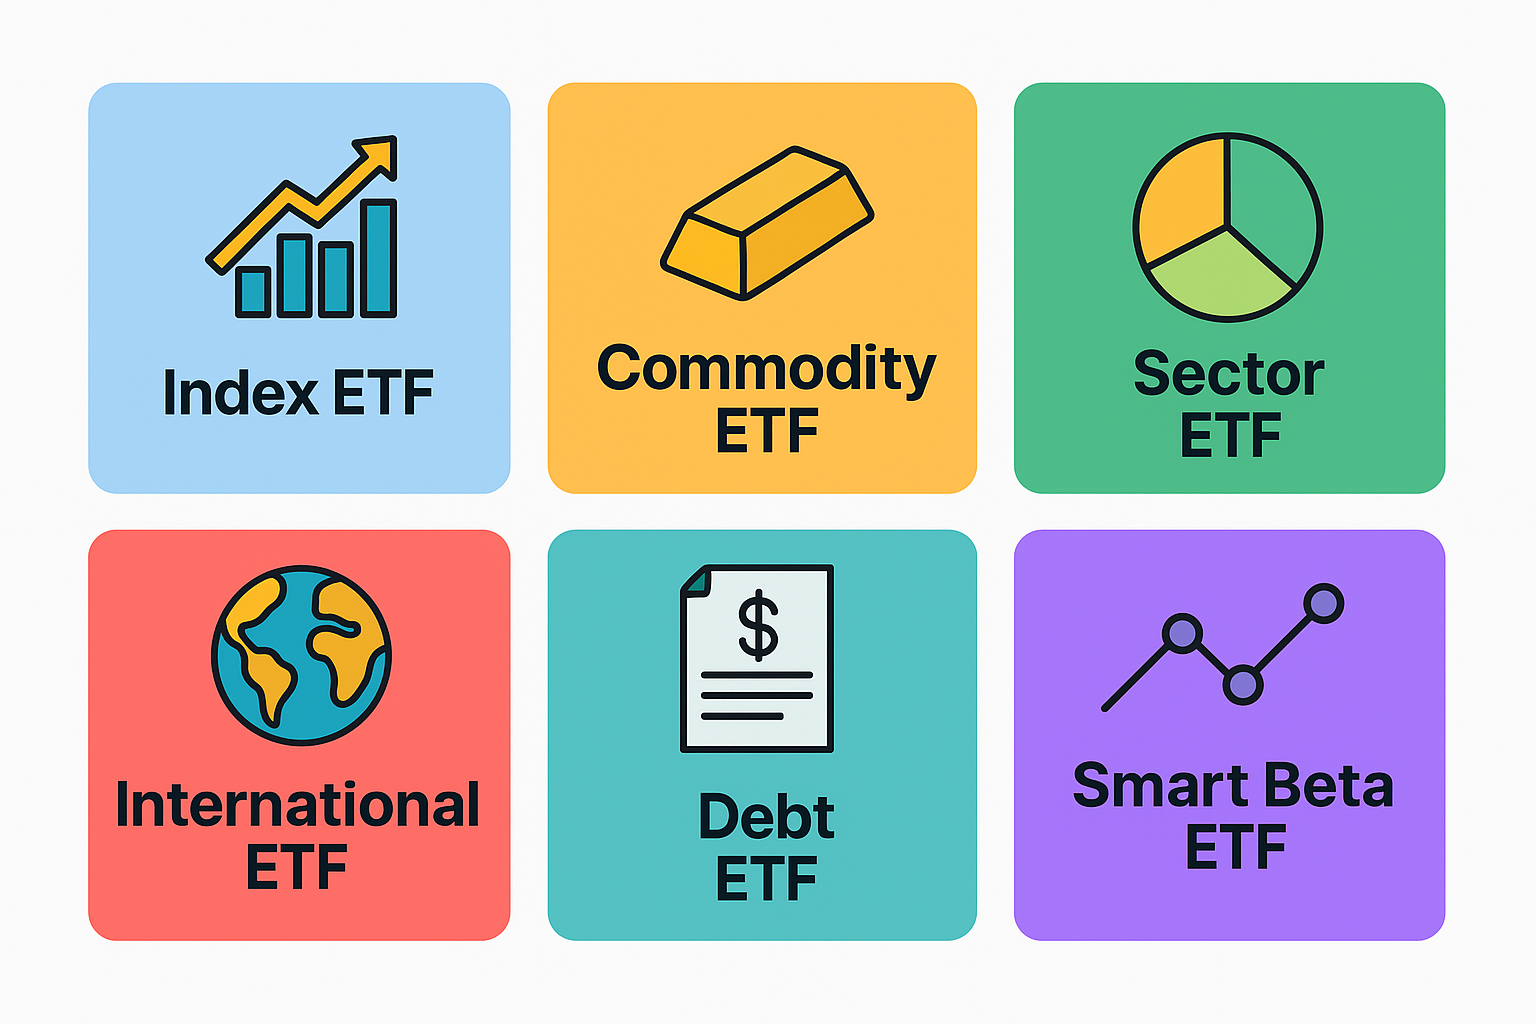 Index ETF
Commodity
ETF
Sector
ETF
$
International
ETF
Debt
ETF
Smart Beta
ETF